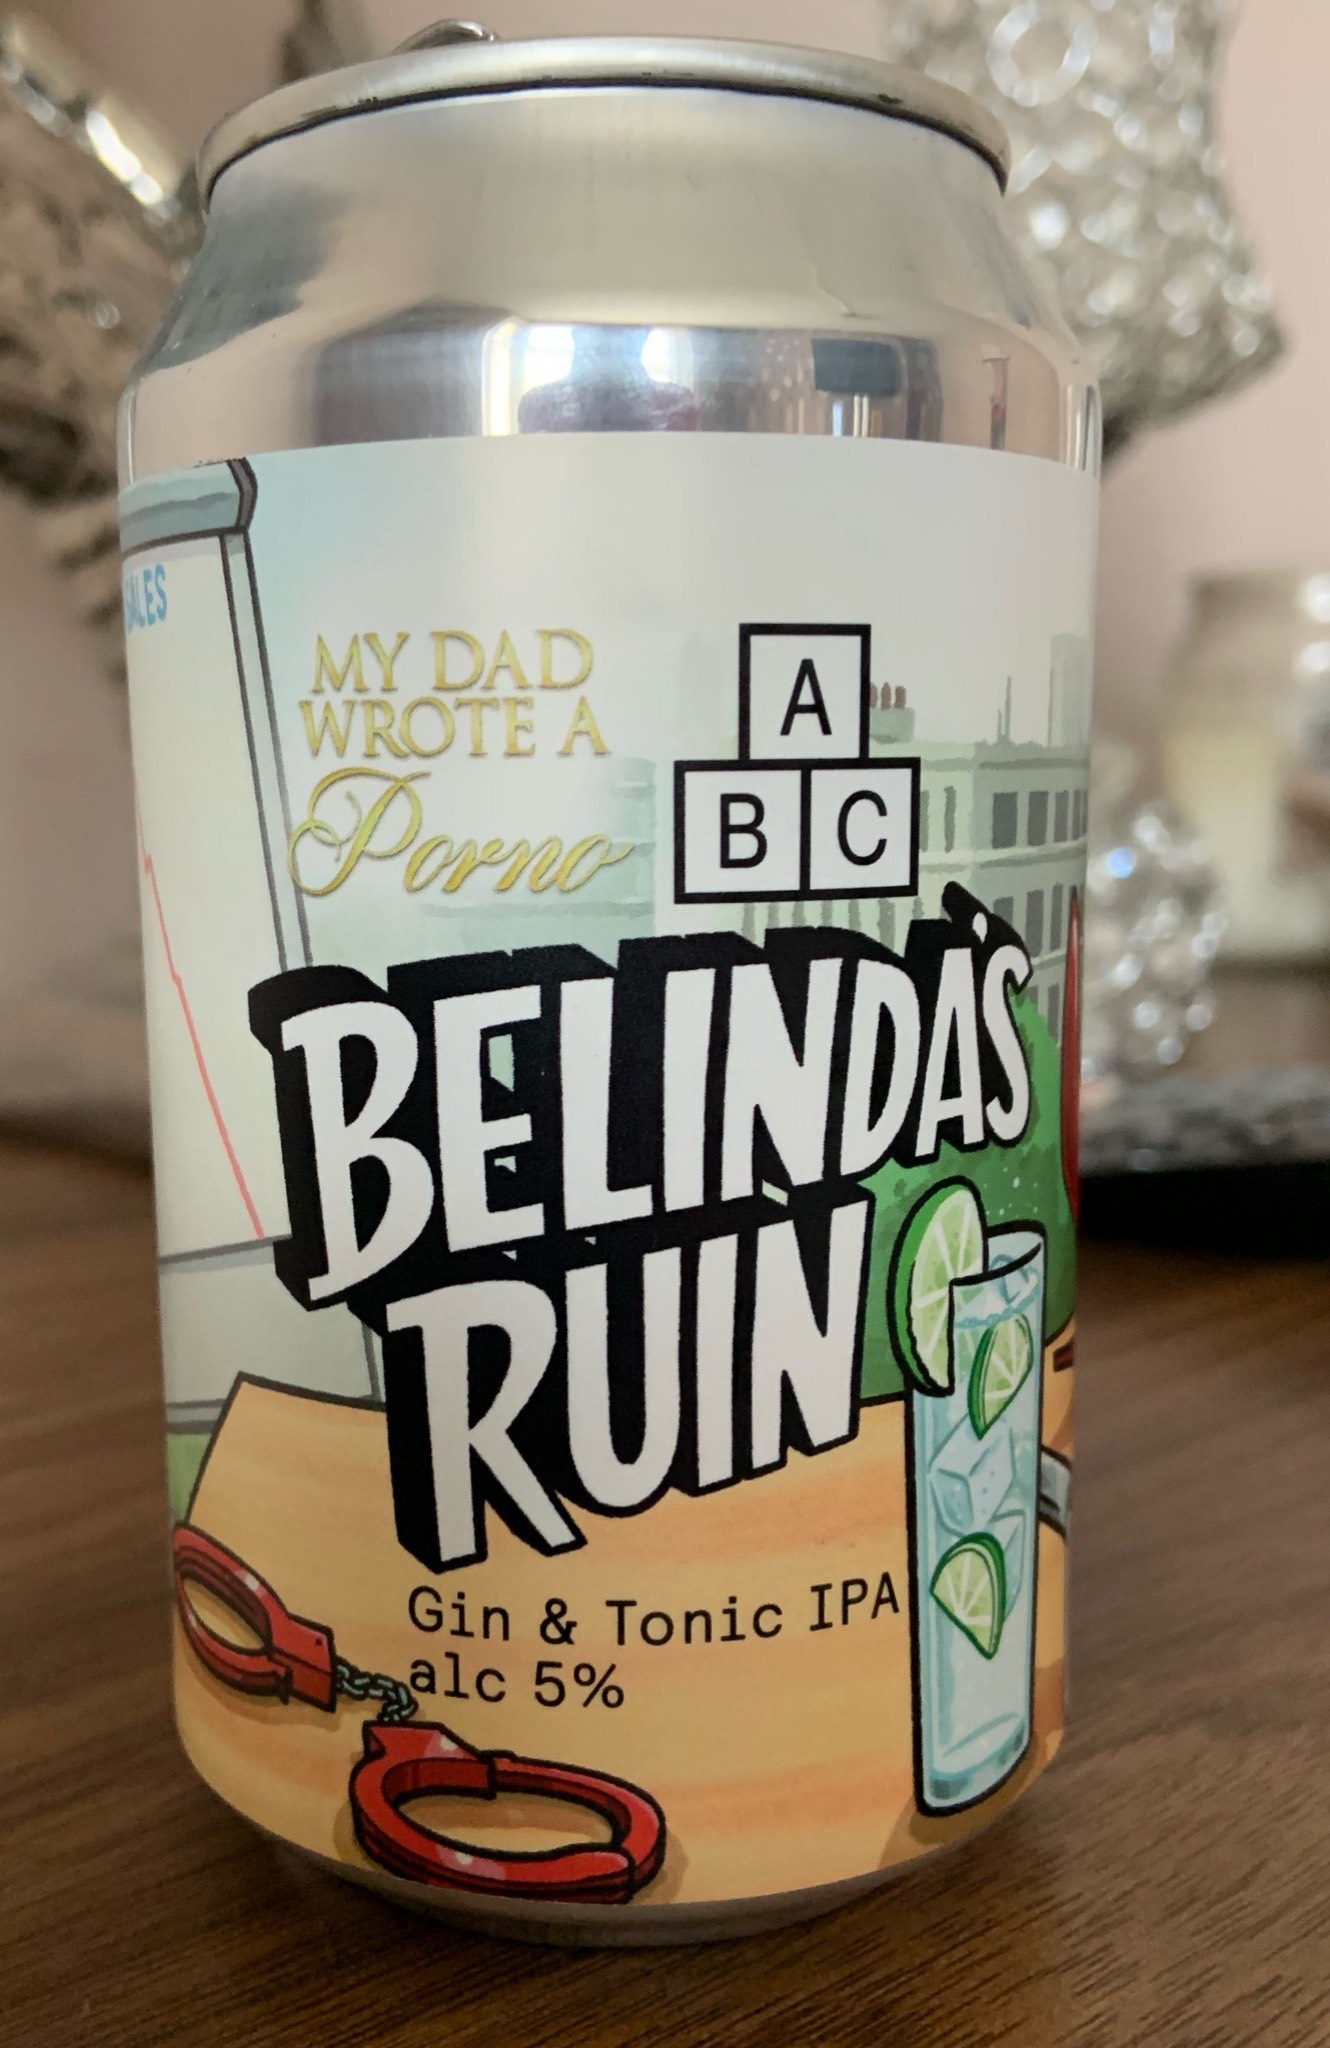 SALES
MY DAD
WROTE A
Porno
A
B C
BELINDA'S
RUIN
Gin & Tonic IPA
alc 5%